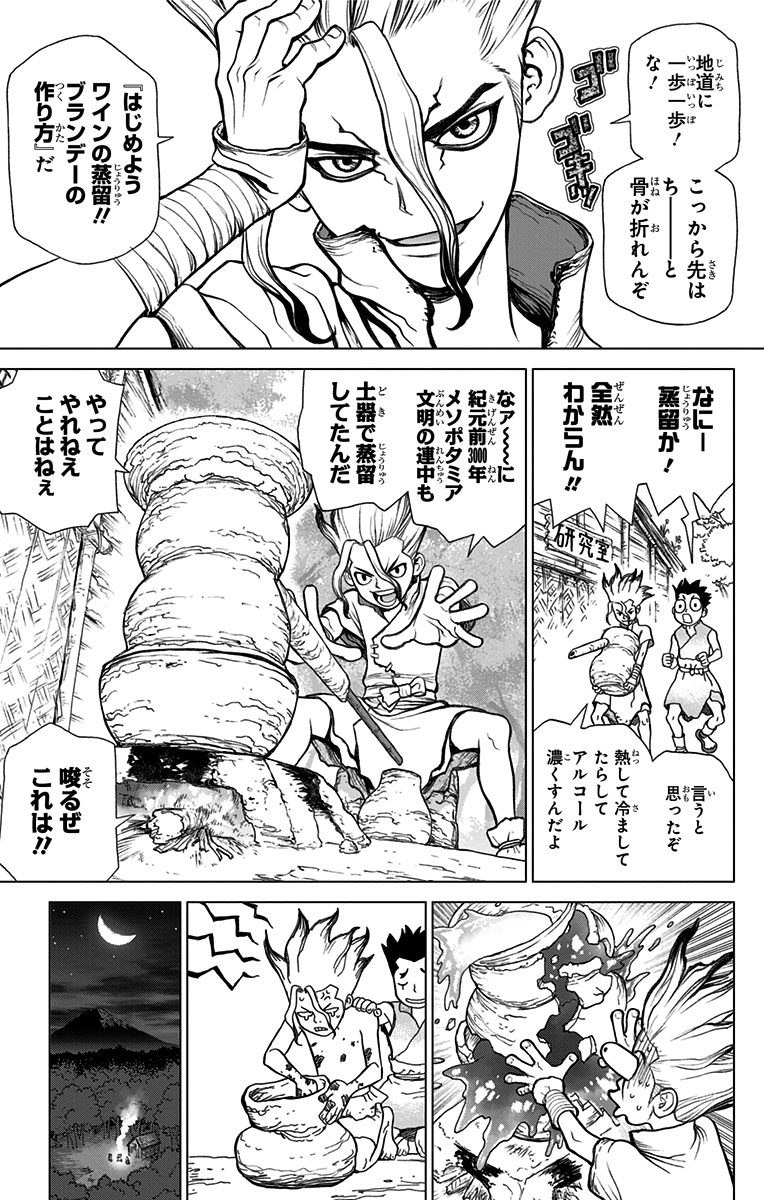 地道に
一歩一歩
な!
こっから先は
ちーーと
骨が折れんぞ
ゴゴキッ
『はじめよう
ワインの蒸留!!
ブランデーの
作り方』だ
なにー
蒸留か!
全然
わからん!!
研究室
言うと
思ったぞ
熱して冷まして
たらして
アルコール
濃くすんだよ
なァ〜〜に
紀元前3000年
メソポタミア
文明の連中も
土器で蒸留
してたんだ
やって
やれねえ
ことはねえ
唆るぜ
これは!!